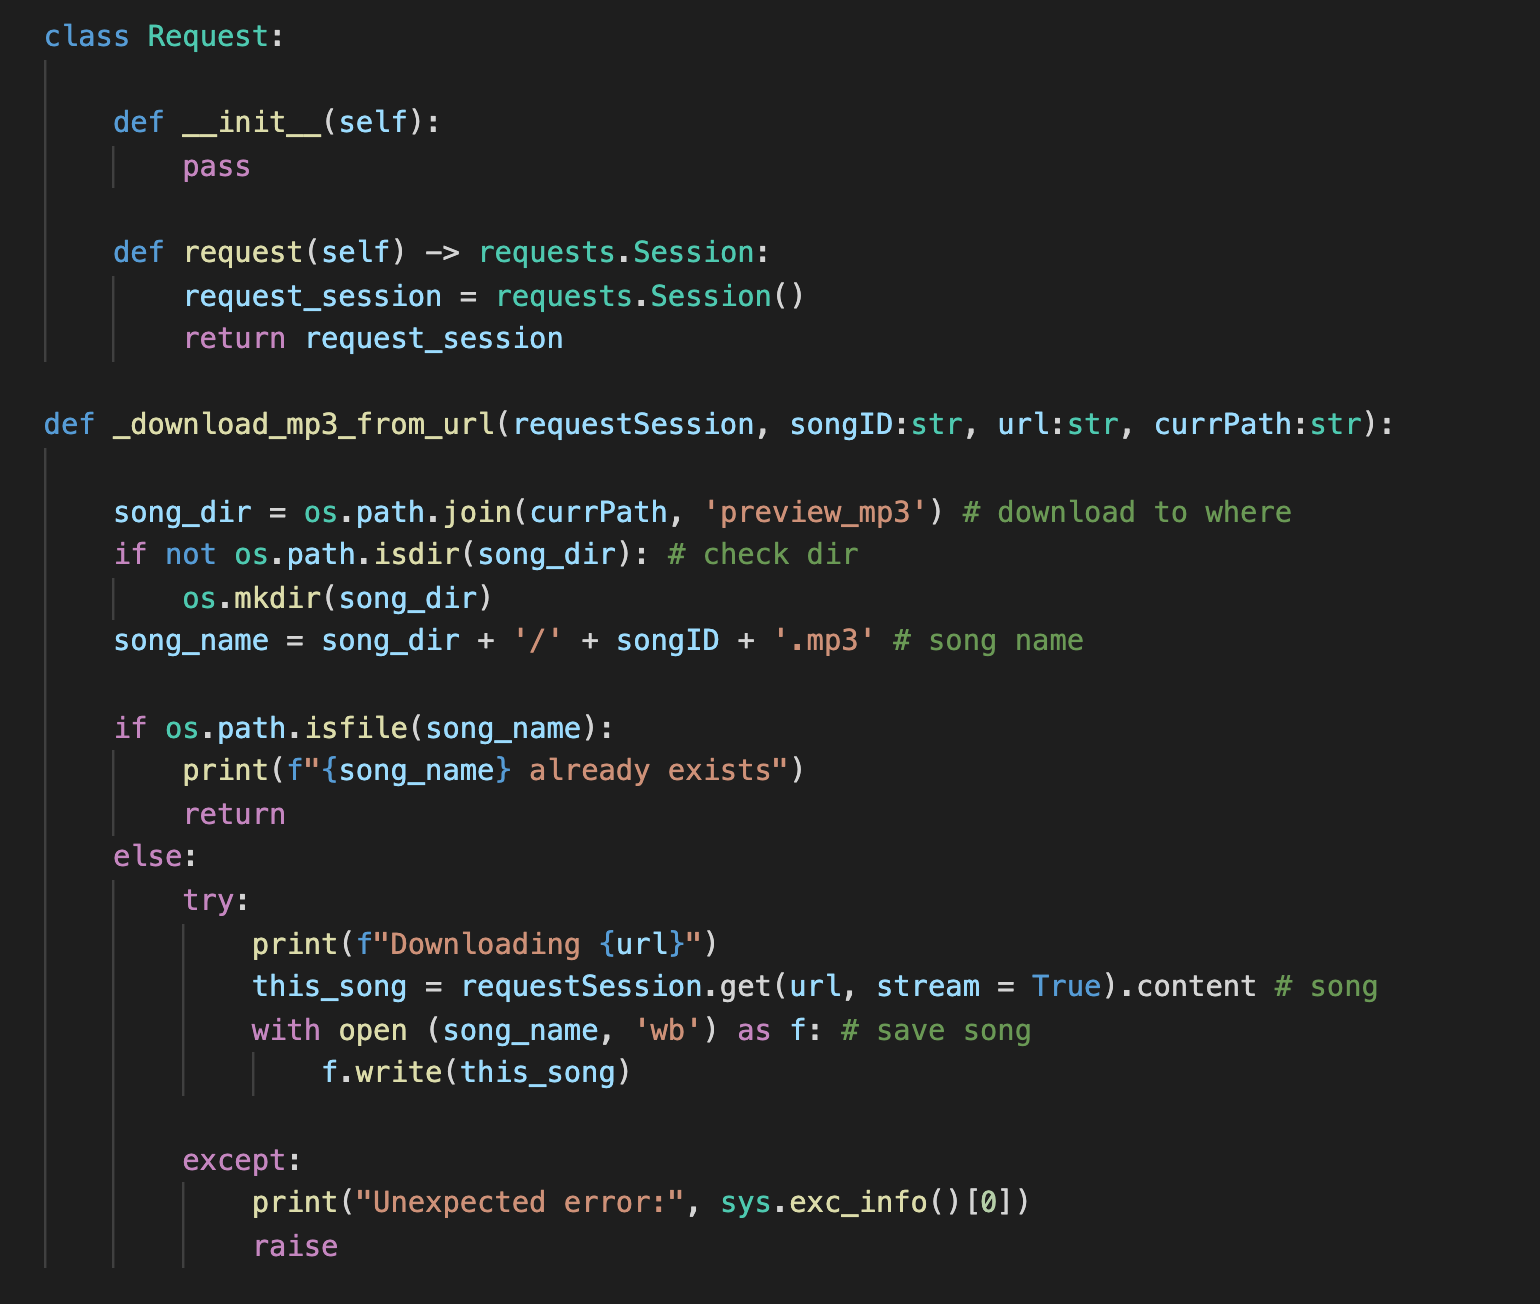 class Request:
    def __init__(self):
        pass
    def request(self) -> requests.Session:
        request_session = requests.Session()
        return request_session
def _download_mp3_from_url(requestSession, songID:str, url:str, currPath:str):
    song_dir = os.path.join(currPath, 'preview_mp3') # download to where
    if not os.path.isdir(song_dir): # check dir
        os.mkdir(song_dir)
    song_name = song_dir + '/' + songID + '.mp3' # song name
    if os.path.isfile(song_name):
        print(f"{song_name} already exists")
        return
    else:
        try:
            print(f"Downloading {url}")
            this_song = requestSession.get(url, stream = True).content # song
            with open (song_name, 'wb') as f: # save song
                f.write(this_song)
        except:
            print("Unexpected error:", sys.exc_info()[0])
            raise